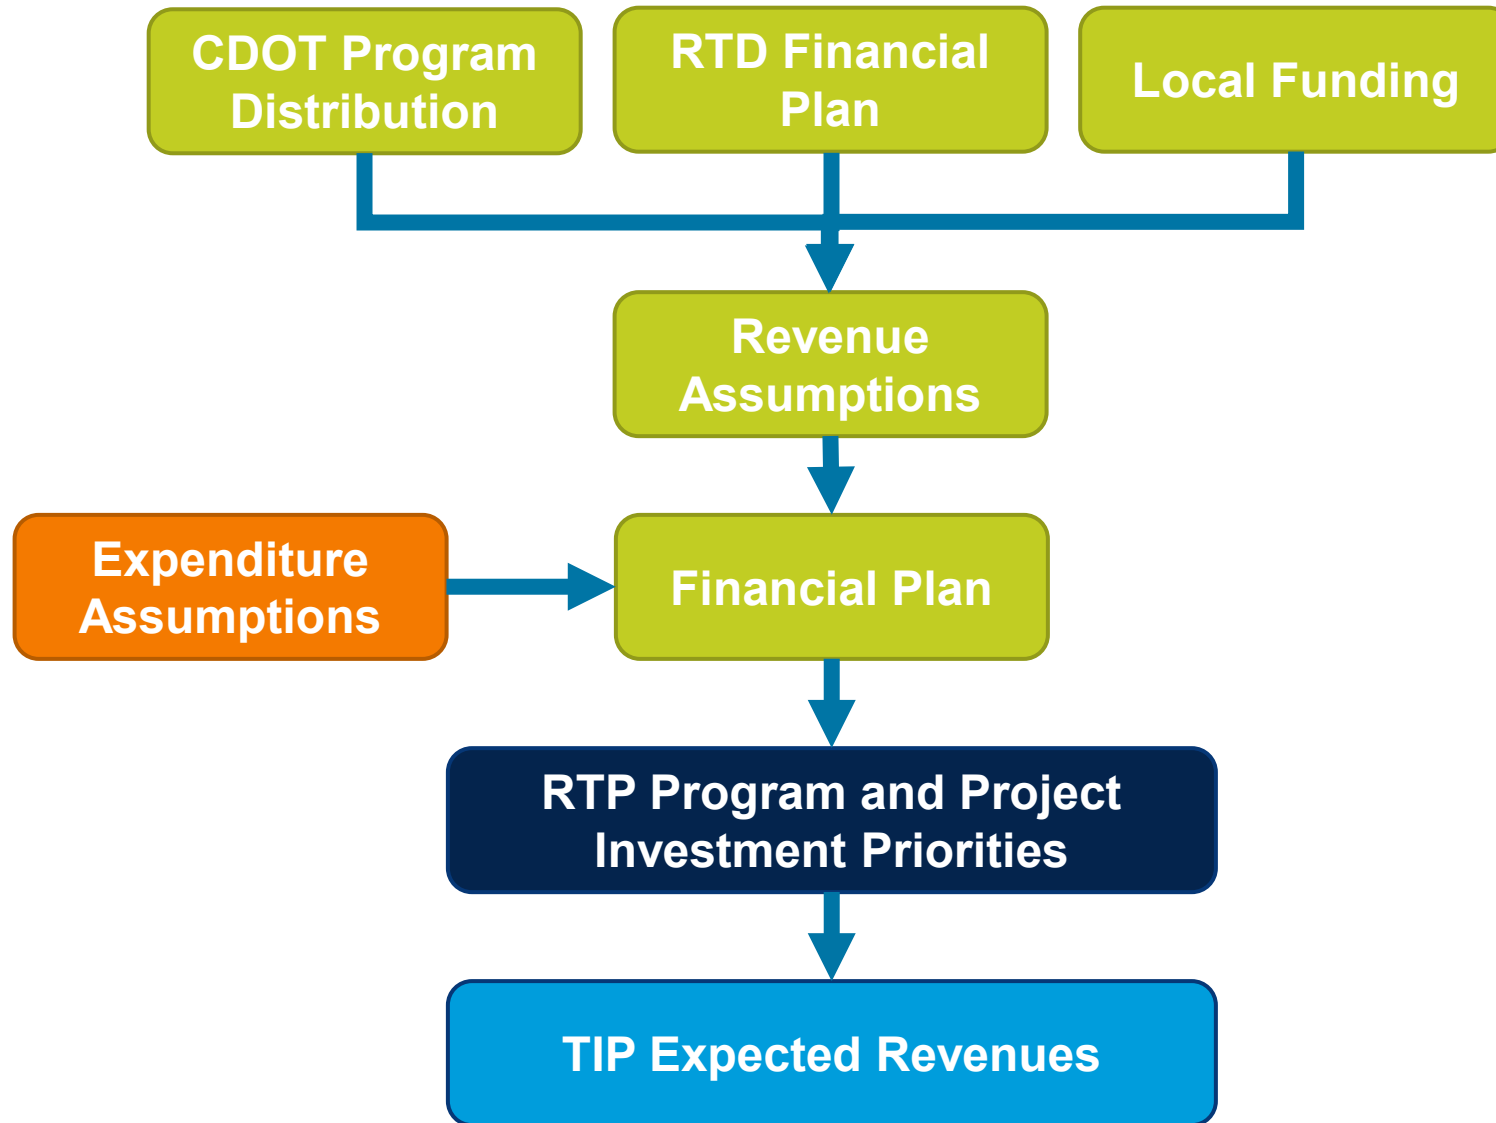 CDOT Program
Distribution
RTD Financial
Plan
Local Funding
Revenue
Assumptions
Expenditure
Assumptions
Financial Plan
RTP Program and Project
Investment Priorities
TIP Expected Revenues